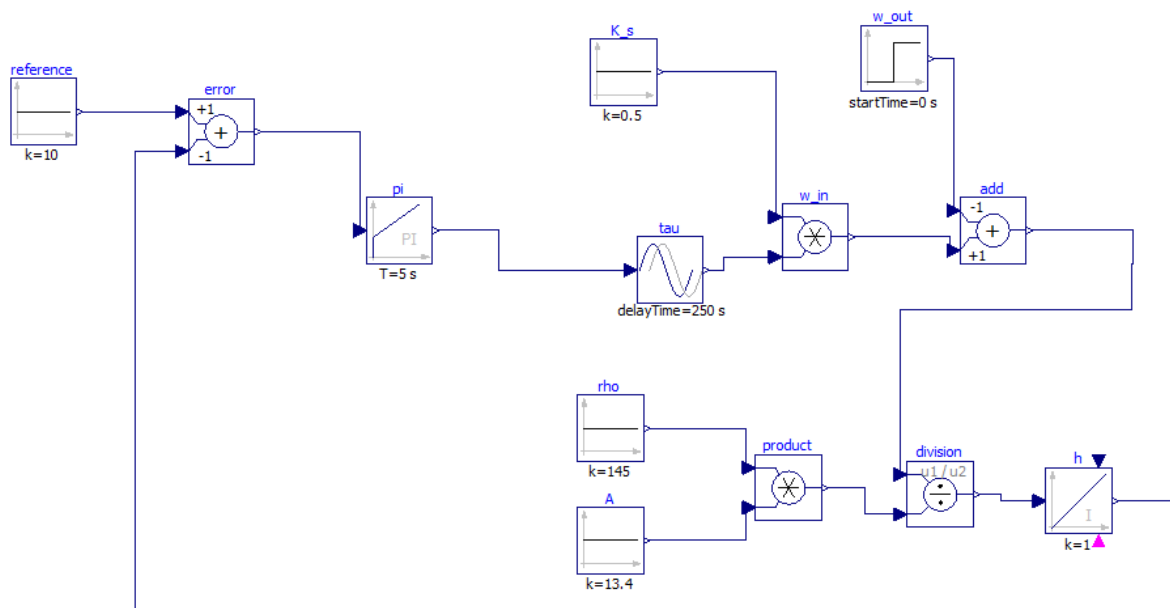 K_s
w_out
reference
k=0.5
startTime=0 s
error
+1
+
-1
k=10
pi
PI
T=5 s
w_in
add
-1
+
+1
tau
delayTime=250 s
rho
k=145
product
division
u1/u2
h
I
k=1
A
k=13.4